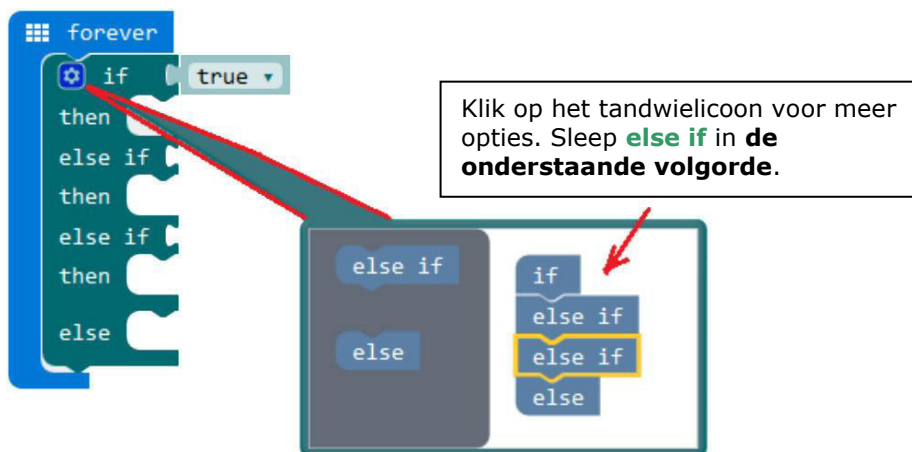 forever
if true
then
else if
then
else if
then
else
Klik op het tandwielicoon voor meer
opties. Sleep else if in de
onderstaande volgorde.
else if
else
if
else if
else if
else